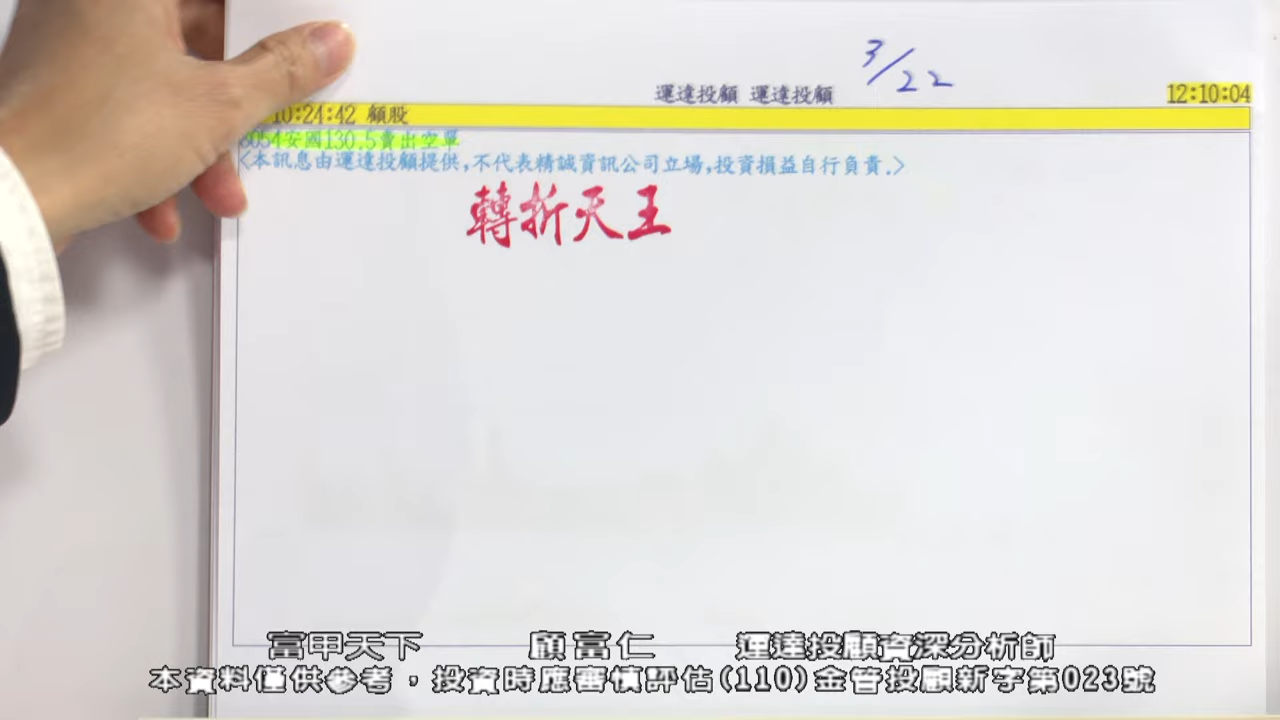 3/22
運達投顧 運達投顧
12:10:04
10:24:42 顧股
8054安國130.5賣出空單
<本訊息由運達投顧提供,不代表精誠資訊公司立場,投資損益自行負責.>
轉折天王
富甲天下 顧富仁 運達投顧資深分析師
本資料僅供參考，投資時應審慎評估(110)金管投顧新字第023號